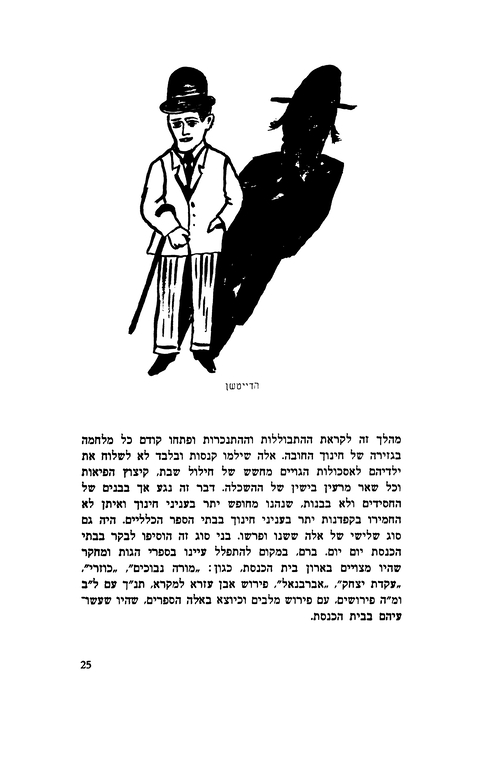 הדייטשן
מהלך זה לקראת ההתבוללות וההתנכרות ופתחו קודם כל מלחמה
בגזירה של חינוך החובה. אלה שילמו קנסות ובלבד לא לשלוח את
ילדיהם לאסכולות הגויים מחשש של חילול שבת, קיצוץ הפיאות
וכל שאר מרעין בישין של ההשכלה. דבר זה נגע אך בבנים של
החסידים ולא בבנות, שנהנו מחופש יתר בעניני חינוך ואיתן לא
החמירו בקפדנות יתר בעניני חינוך בבתי הספר הכלליים. היה גם
סוג שלישי של אלה ששנו ופרשו. בני סוג זה הוסיפו לבקר בבתי
הכנסת יום יום. ברם, במקום להתפלל עיינו בספרי הגות ומחקר
שהיו מצויים בארון בית הכנסת, כגון: „מורה נבוכים”, „כוזרי”,
„עקדת יצחק”, „אברבנאל”, פירוש אבן עזרא למקרא, תנ״ך עם ל״ב
ומ״ה פירושים, עם פירוש מלבים וכיוצא באלה הספרים, שהיו שעשו־
עיהם בבית הכנסת.
25